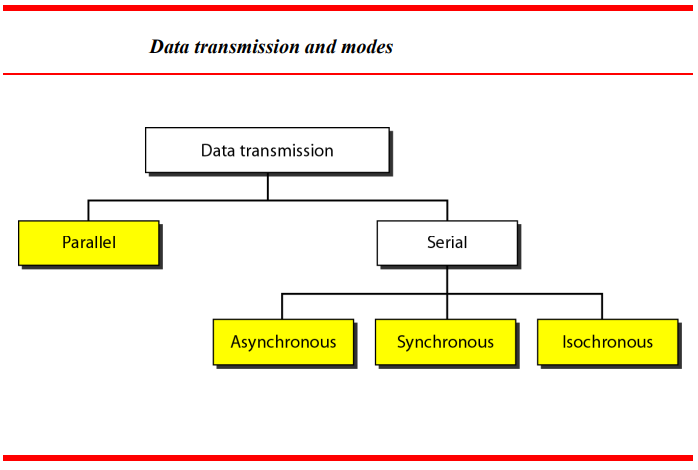 Data transmission and modes
Data transmission
Parallel
Serial
Asynchronous
Synchronous
Isochronous